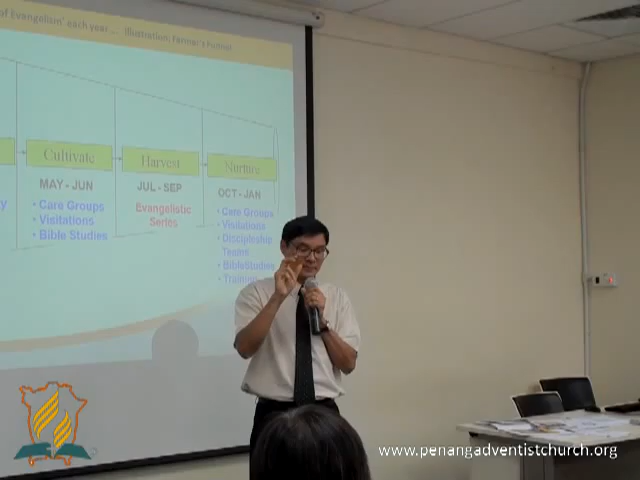 of Evangelism' each year ... Illustration: Farmer's Harvest
Cultivate
Harvest
Nurture
MAY - JUN
JUL - SEP
OCT - JAN
• Care Groups
• Visitations
• Bible Studies
Evangelistic
Series
• Care Groups
• Visitations
• Discipleship
Teams
• Bible Studies
• Training
www.penangadventistchurch.org